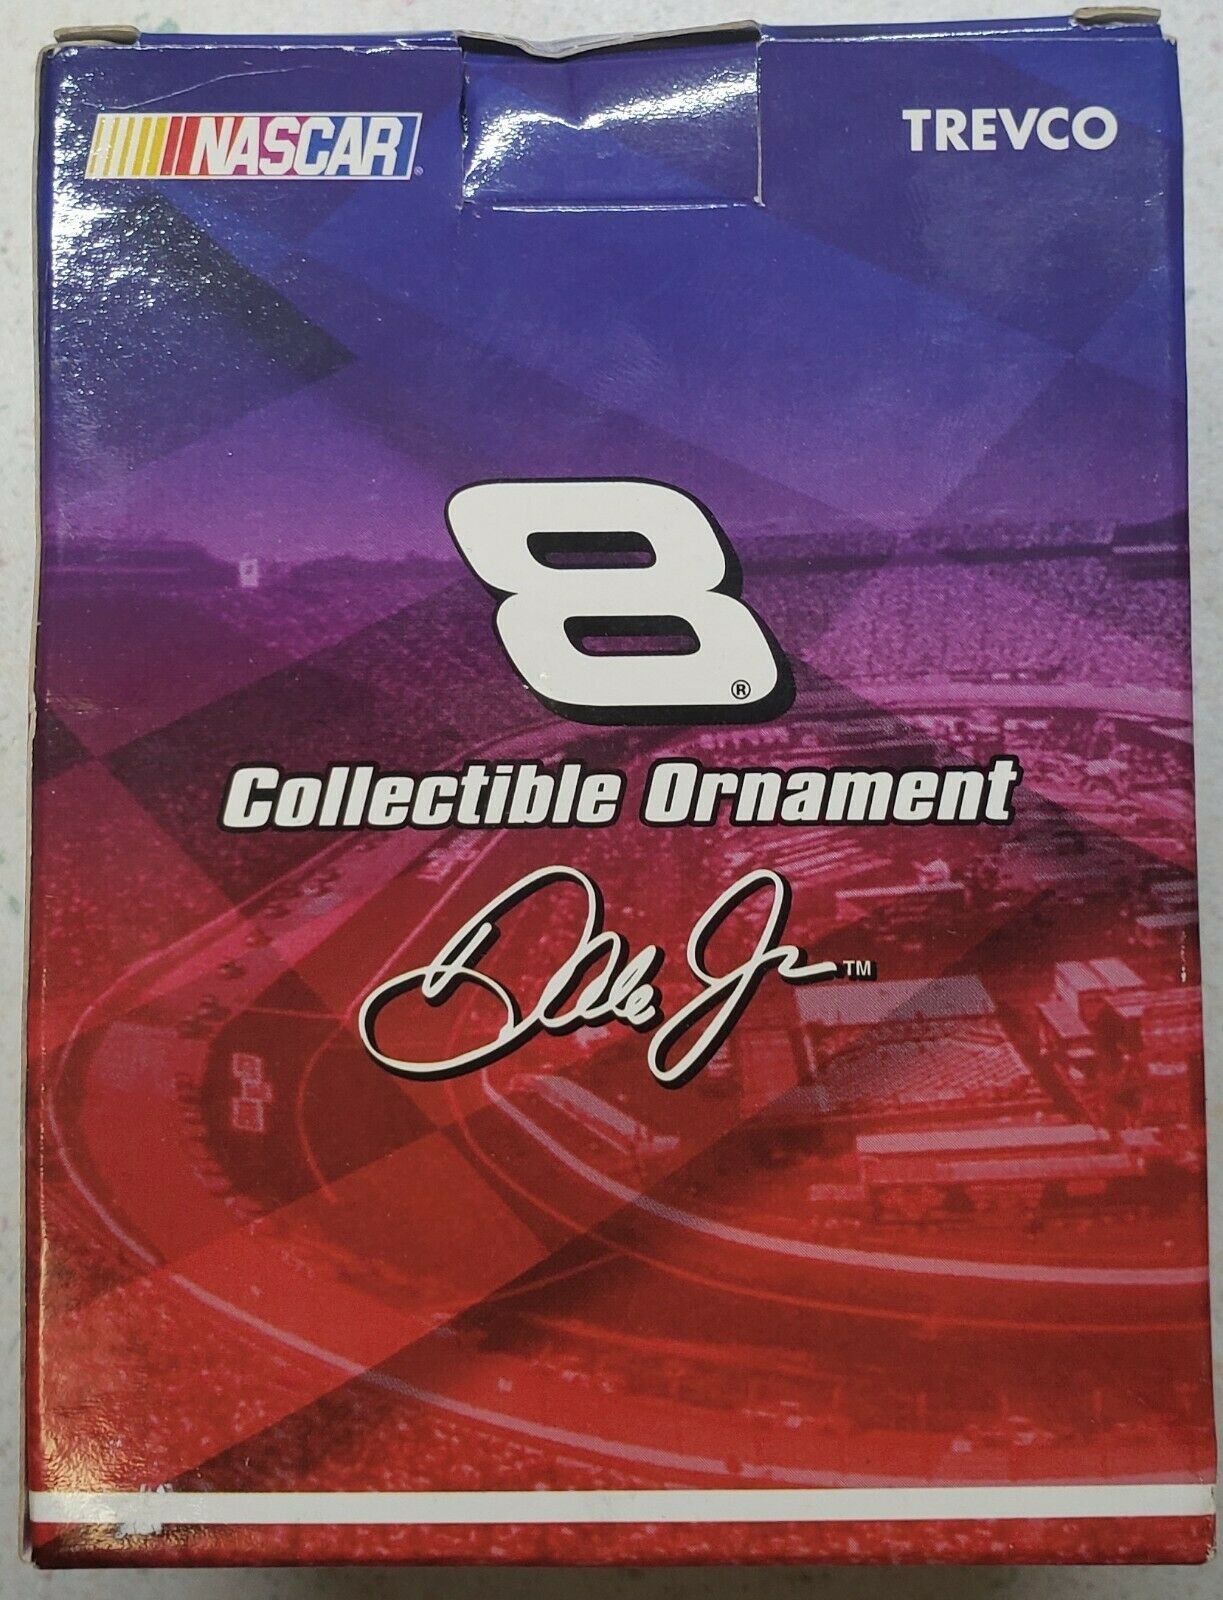 NASCAR®
TREVCO
8®
Collectible Ornament
Dale Jr™